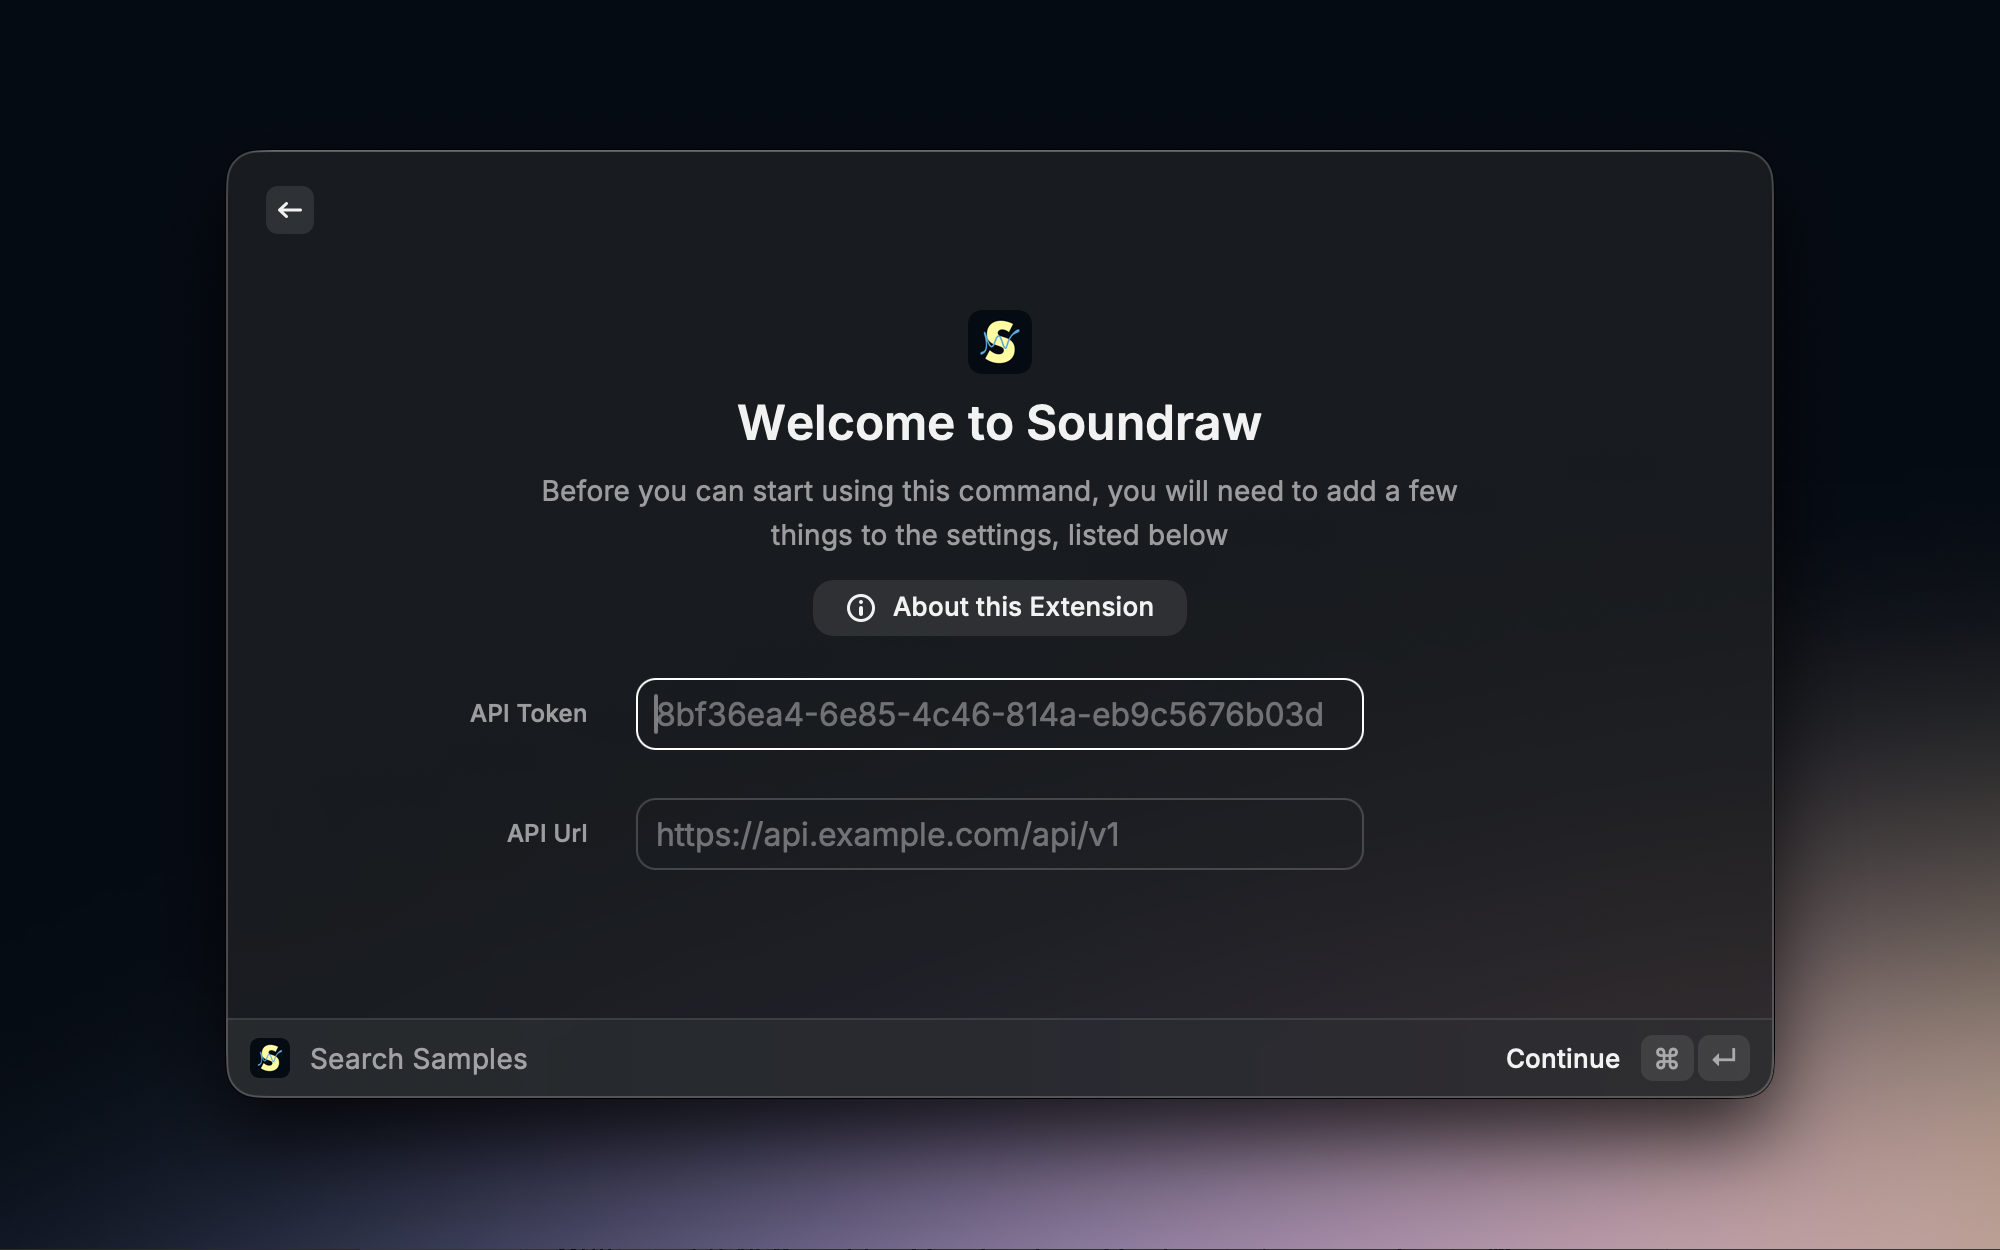 Welcome to Soundraw
Before you can start using this command, you will need to add a few
things to the settings, listed below
About this Extension
API Token
8bf36ea4-6e85-4c46-814a-eb9c5676b03d
API Url
https://api.example.com/api/v1
Search Samples
Continue ⌘